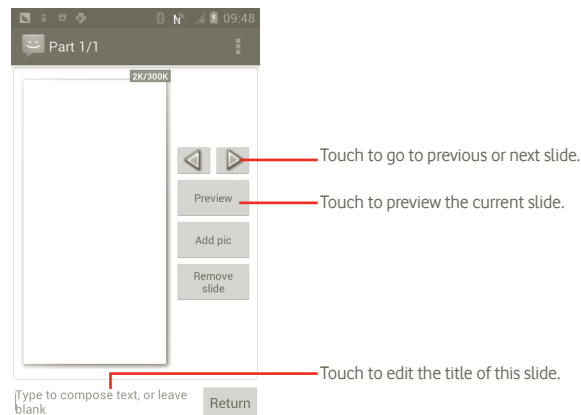 09:48
Part 1/1
2K/300K
Touch to go to previous or next slide.
Preview
Touch to preview the current slide.
Add pic
Remove
slide
Touch to edit the title of this slide.
Type to compose text, or leave
blank
Return